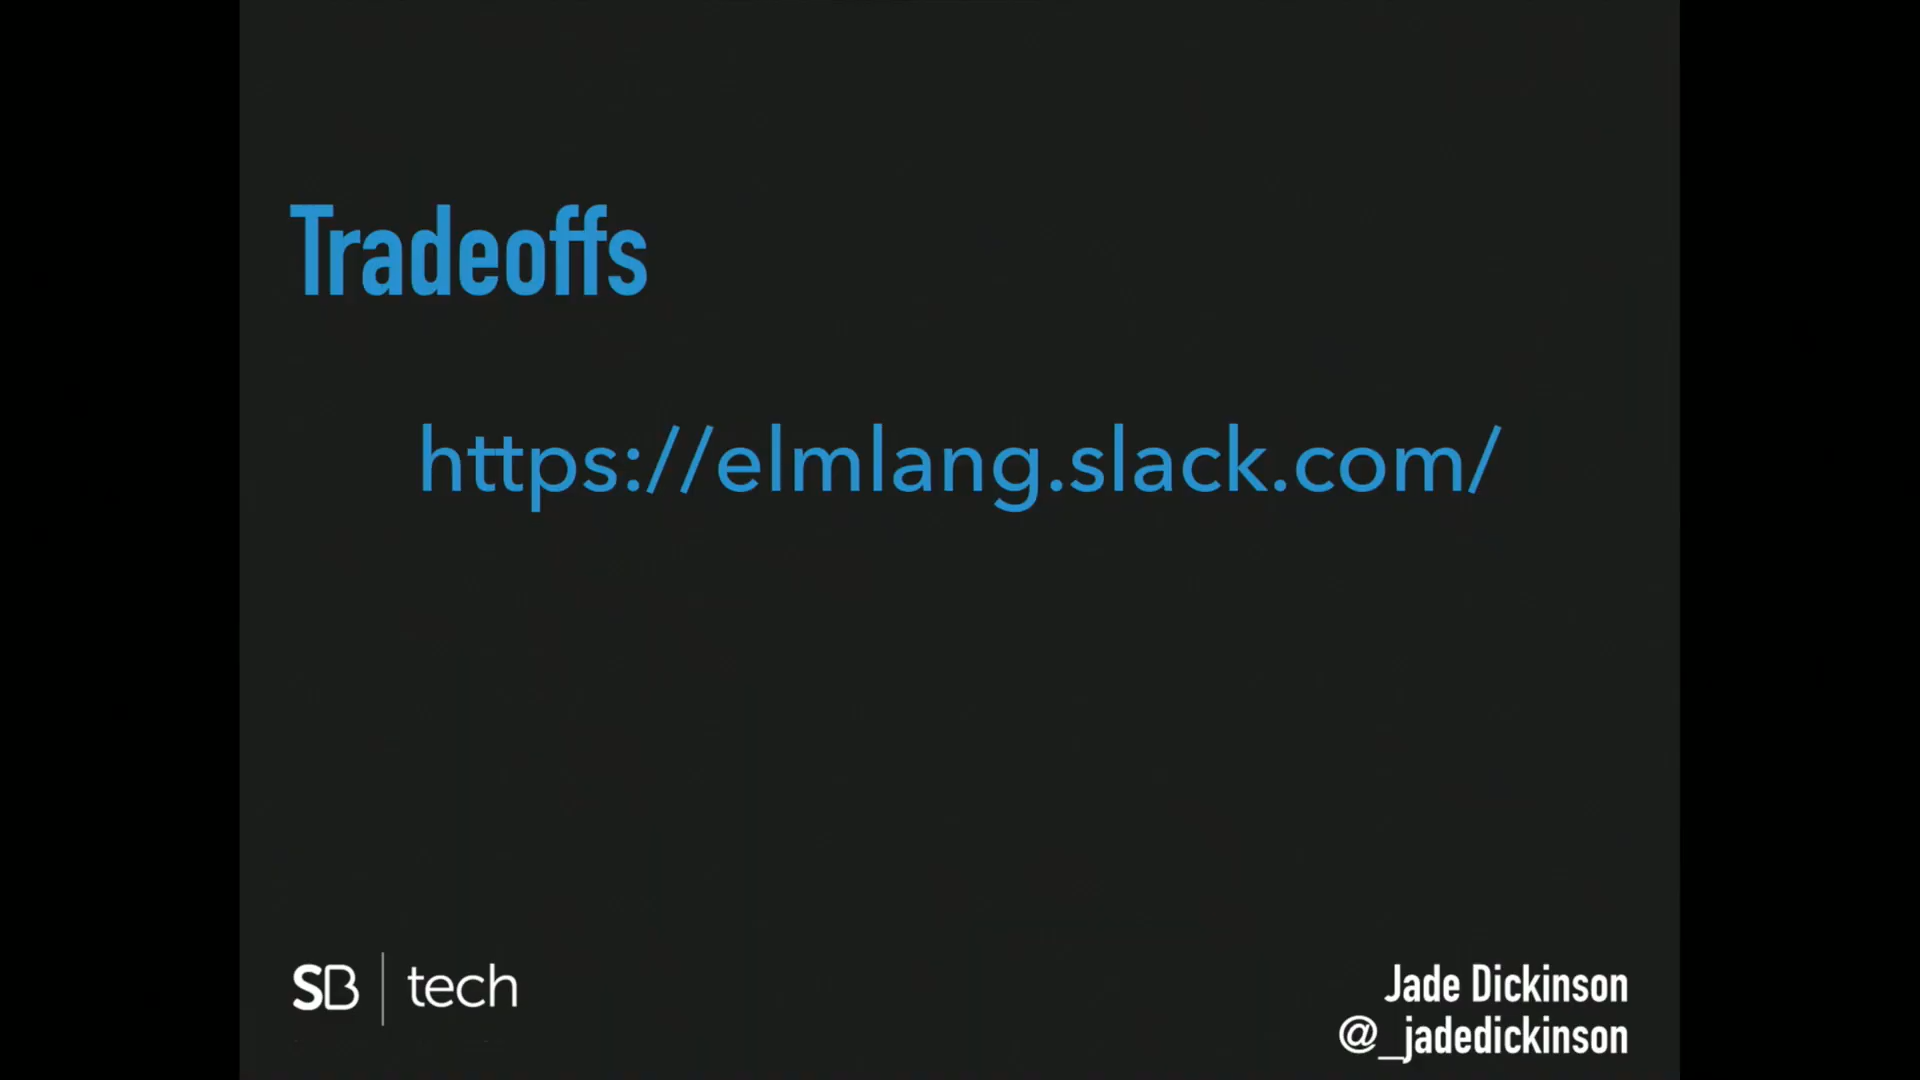 Tradeoffs
https://elmlang.slack.com/
SB | tech
Jade Dickinson
@_jadedickinson